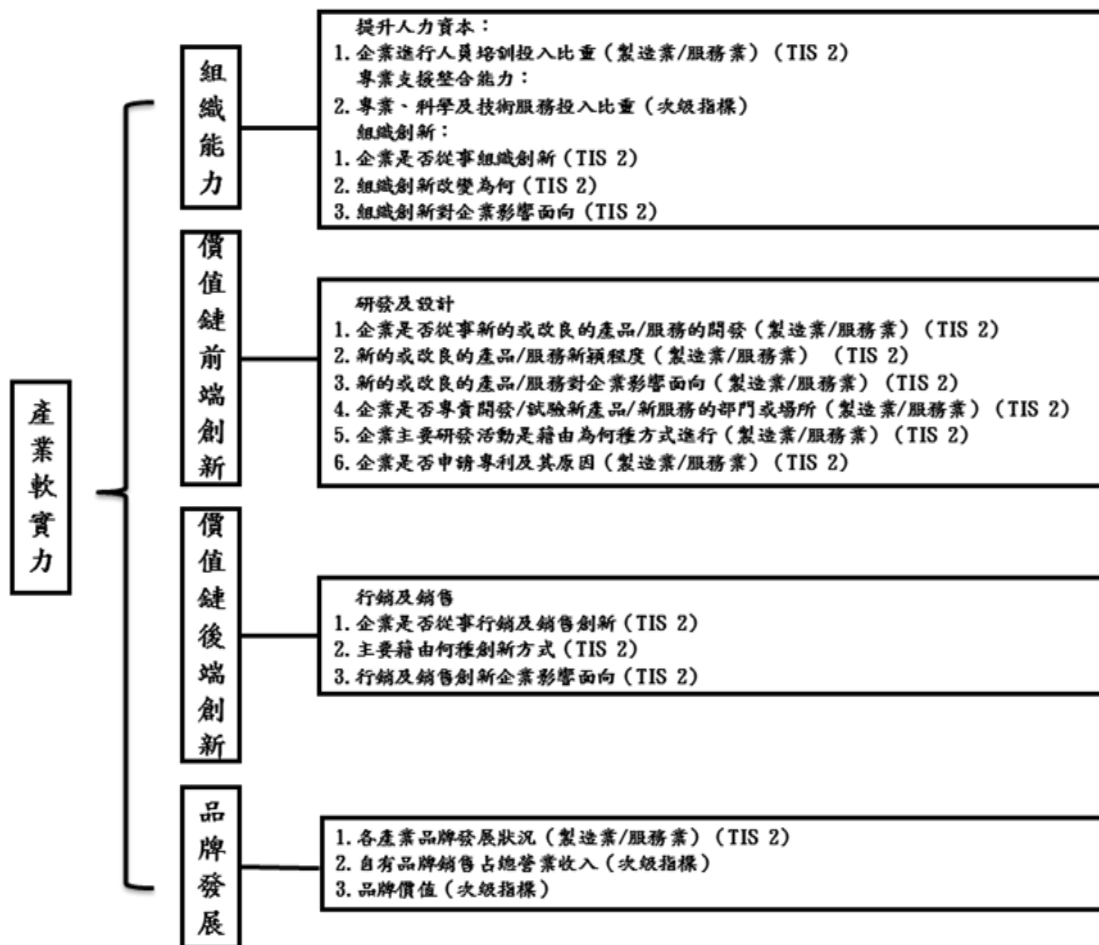 產業軟實力
組織能力
提升人力資本：
1. 企業進行人員培訓投入比重（製造業/服務業）（TIS 2）
專業支援整合能力：
2. 專業、科學及技術服務投入比重（次級指標）
組織創新：
1. 企業是否從事組織創新（TIS 2）
2. 組織創新改變為何（TIS 2）
3. 組織創新對企業影響面向（TIS 2）
價值鏈前端創新
研發及設計
1. 企業是否從事新的或改良的產品/服務的開發（製造業/服務業）（TIS 2）
2. 新的或改良的產品/服務新穎程度（製造業/服務業） （TIS 2）
3. 新的或改良的產品/服務對企業影響面向（製造業/服務業）（TIS 2）
4. 企業是否專責開發/試驗新產品/新服務的部門或場所（製造業/服務業）（TIS 2）
5. 企業主要研發活動是藉由為何種方式進行（製造業/服務業）（TIS 2）
6. 企業是否申請專利及其原因（製造業/服務業）（TIS 2）
價值鏈後端創新
行銷及銷售
1. 企業是否從事行銷及銷售創新（TIS 2）
2. 主要藉由何種創新方式（TIS 2）
3. 行銷及銷售創新企業影響面向（TIS 2）
品牌發展
1. 各產業品牌發展狀況（製造業/服務業）（TIS 2）
2. 自有品牌銷售占總營業收入（次級指標）
3. 品牌價值（次級指標）